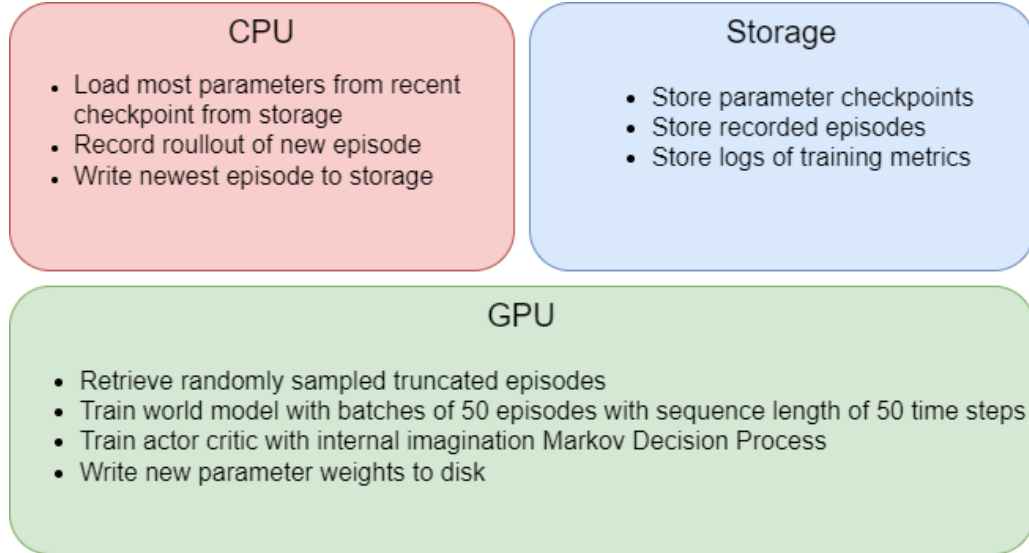 CPU
• Load most parameters from recent
checkpoint from storage
• Record roullout of new episode
• Write newest episode to storage
Storage
• Store parameter checkpoints
• Store recorded episodes
• Store logs of training metrics
GPU
• Retrieve randomly sampled truncated episodes
• Train world model with batches of 50 episodes with sequence length of 50 time steps
• Train actor critic with internal imagination Markov Decision Process
• Write new parameter weights to disk